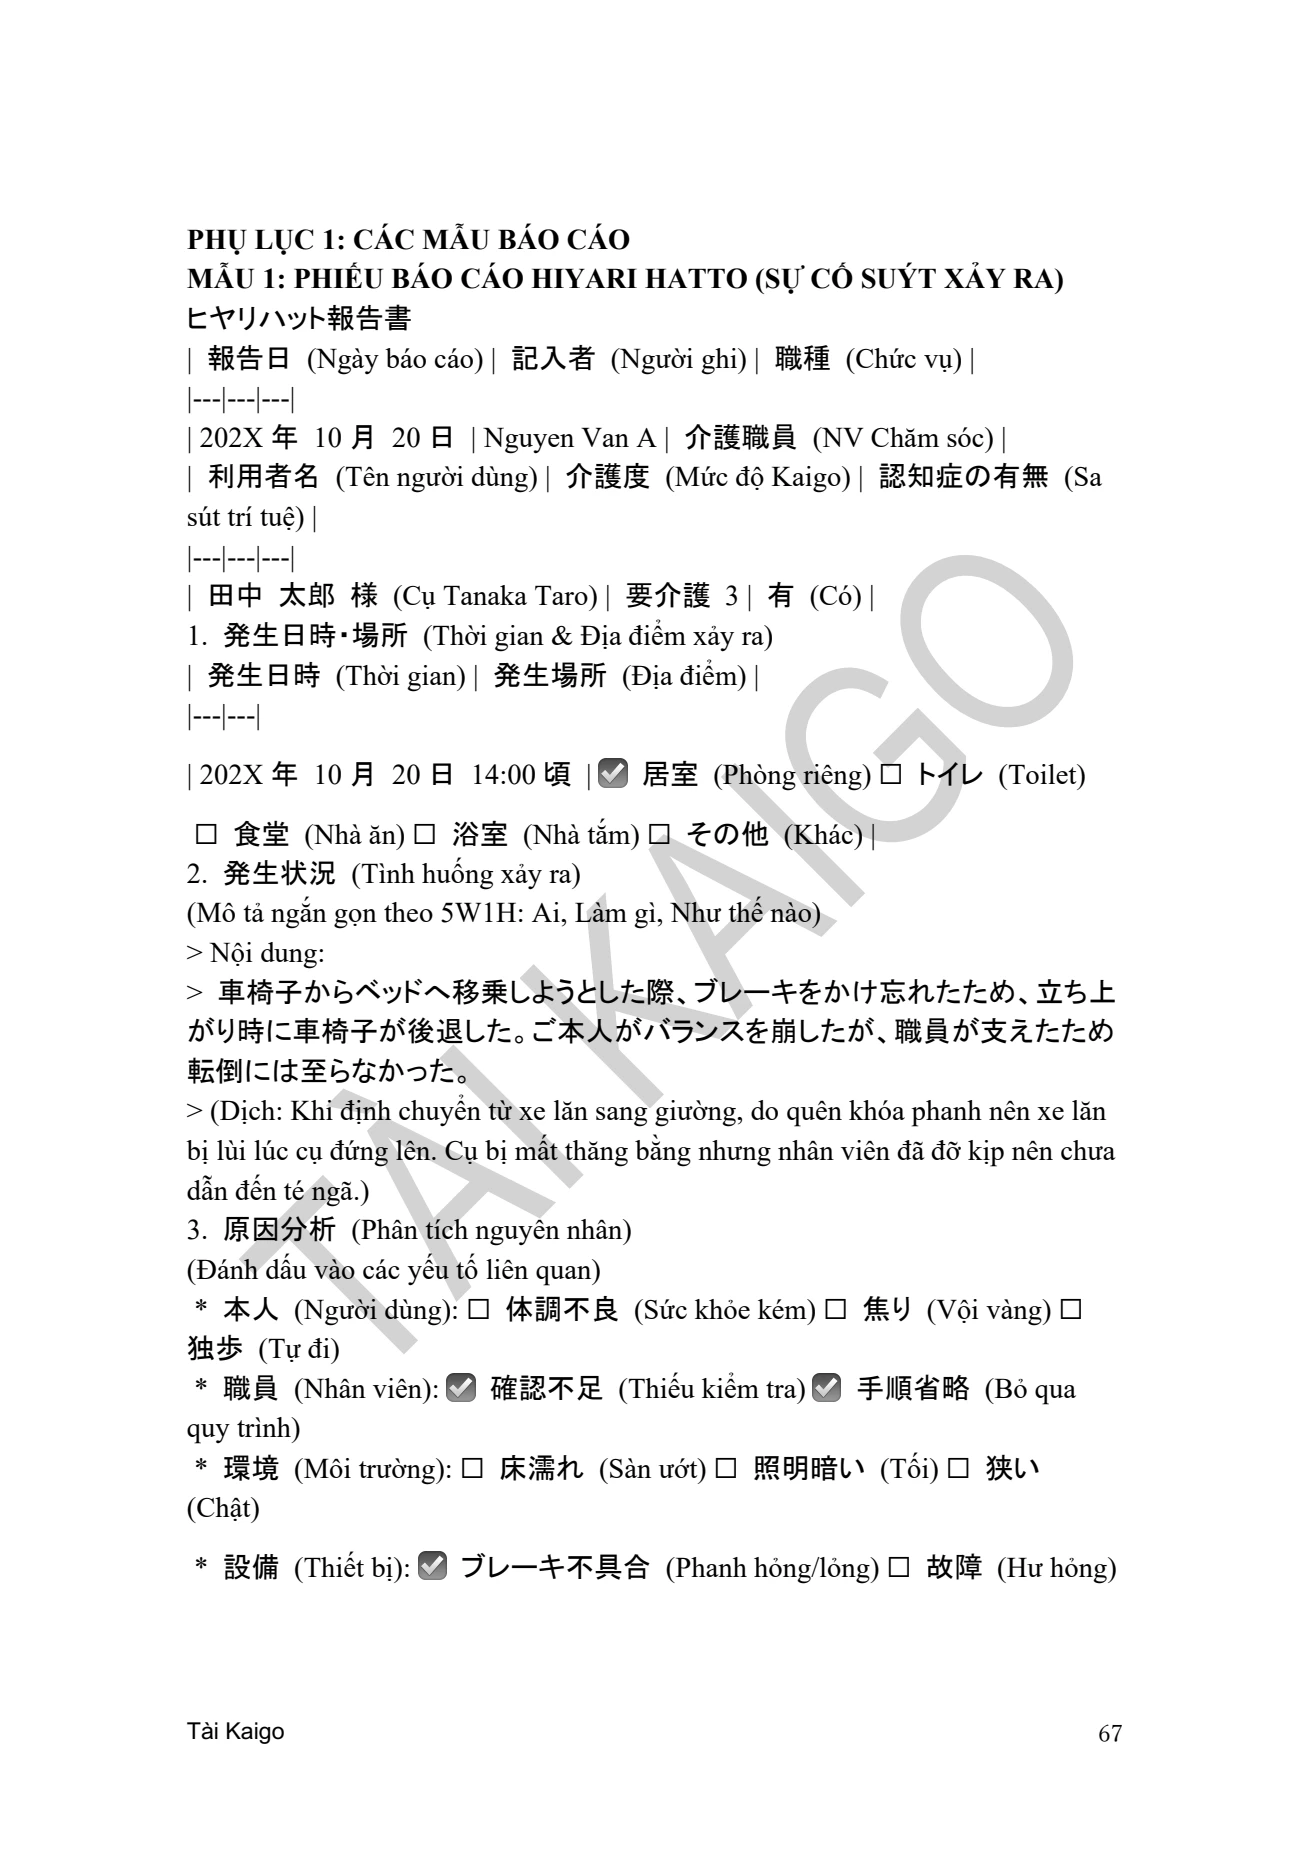 PHỤ LỤC 1: CÁC MẪU BÁO CÁO
MẪU 1: PHIẾU BÁO CÁO HIYARI HATTO (SỰ CỐ SUÝT XẢY RA)
ヒヤリハット報告書
| 報告日 (Ngày báo cáo) | 記入者 (Người ghi) | 職種 (Chức vụ) |
|---|---|---|
| 202X 年 10 月 20 日 | Nguyen Van A | 介護職員 (NV Chăm sóc) |
| 利用者名 (Tên người dùng) | 介護度 (Mức độ Kaigo) | 認知症の有無 (Sa
sút trí tuệ) |
|---|---|---|
| 田中 太郎 様 (Cụ Tanaka Taro) | 要介護 3 | 有 (Có) |
1. 発生日時・場所 (Thời gian & Địa điểm xảy ra)
| 発生日時 (Thời gian) | 発生場所 (Địa điểm) |
|---|---|
| 202X 年 10 月 20 日 14:00 頃 | ☑ 居室 (Phòng riêng) ☐ トイレ (Toilet)
☐ 食堂 (Nhà ăn) ☐ 浴室 (Nhà tắm) ☐ その他 (Khác) |
2. 発生状況 (Tình huống xảy ra)
(Mô tả ngắn gọn theo 5W1H: Ai, Làm gì, Như thế nào)
> Nội dung:
> 車椅子からベッドへ移乗しようとした際、ブレーキをかけ忘れたため、立ち上
がり時に車椅子が後退した。ご本人がバランスを崩したが、職員が支えたため
転倒には至らなかった。
> (Dịch: Khi định chuyển từ xe lăn sang giường, do quên khóa phanh nên xe lăn
bị lùi lúc cụ đứng lên. Cụ bị mất thăng bằng nhưng nhân viên đã đỡ kịp nên chưa
dẫn đến té ngã.)
3. 原因分析 (Phân tích nguyên nhân)
(Đánh dấu vào các yếu tố liên quan)
* 本人 (Người dùng): ☐ 体調不良 (Sức khỏe kém) ☐ 焦り (Vội vàng) ☐
独歩 (Tự đi)
* 職員 (Nhân viên): ☑ 確認不足 (Thiếu kiểm tra) ☑ 手順省略 (Bỏ qua
quy trình)
* 環境 (Môi trường): ☐ 床濡れ (Sàn ướt) ☐ 照明暗い (Tối) ☐ 狭い
(Chật)
* 設備 (Thiết bị): ☑ ブレーキ不具合 (Phanh hỏng/lỏng) ☐ 故障 (Hư hỏng)
TÀI KAIGO
Tài Kaigo
67